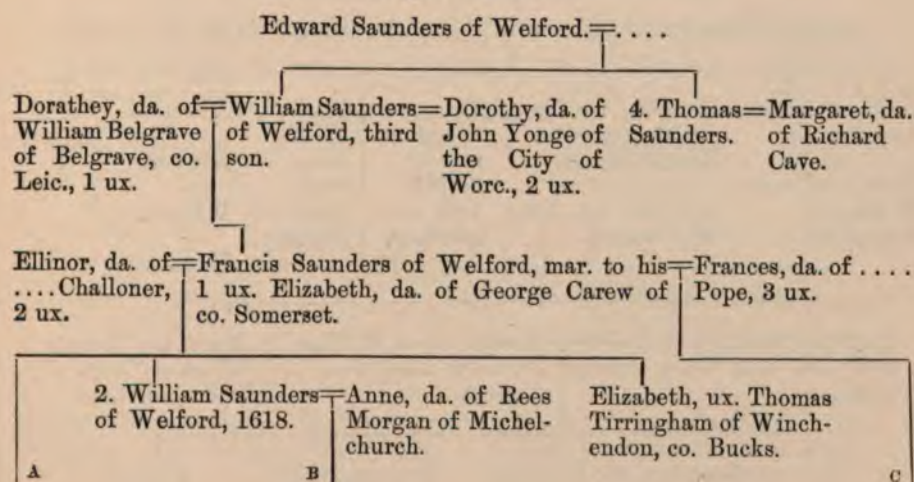 Edward Saunders of Welford.=. . . .
Dorathey, da. of=William Saunders=Dorothy, da. of 4. Thomas=Margaret, da.
William Belgrave of Welford, third John Yonge of Saunders. of Richard
of Belgrave, co. son. the City of Cave.
Leic., 1 ux. Worc., 2 ux.
Ellinor, da. of=Francis Saunders of Welford, mar. to his=Frances, da. of . . . .
. . . . Challoner, 1 ux. Elizabeth, da. of George Carew of Pope, 3 ux.
2 ux. co. Somerset.
2. William Saunders=Anne, da. of Rees Elizabeth, ux. Thomas
of Welford, 1618. Morgan of Michel- Tirringham of Winch-
church. endon, co. Bucks.
A B C